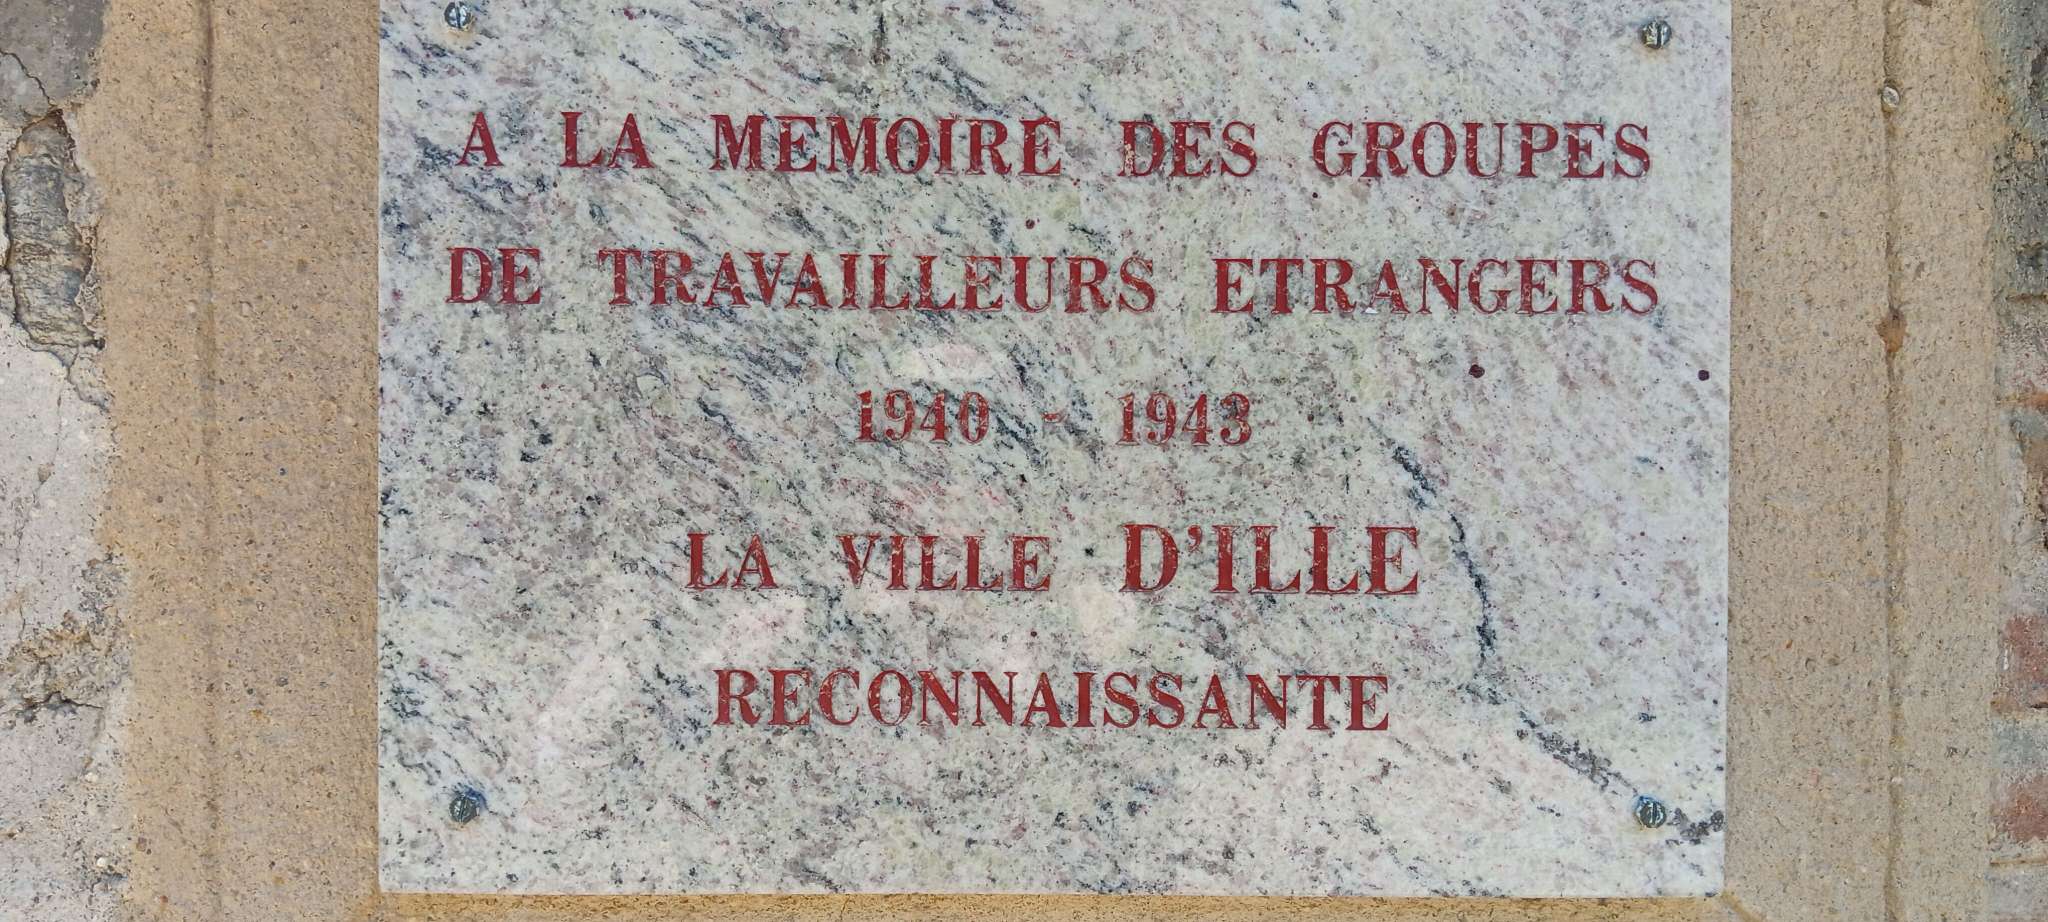 A LA MEMOIRE DES GROUPES
DE TRAVAILLEURS ETRANGERS
1940 - 1943
LA VILLE D'ILLE
RECONNAISSANTE